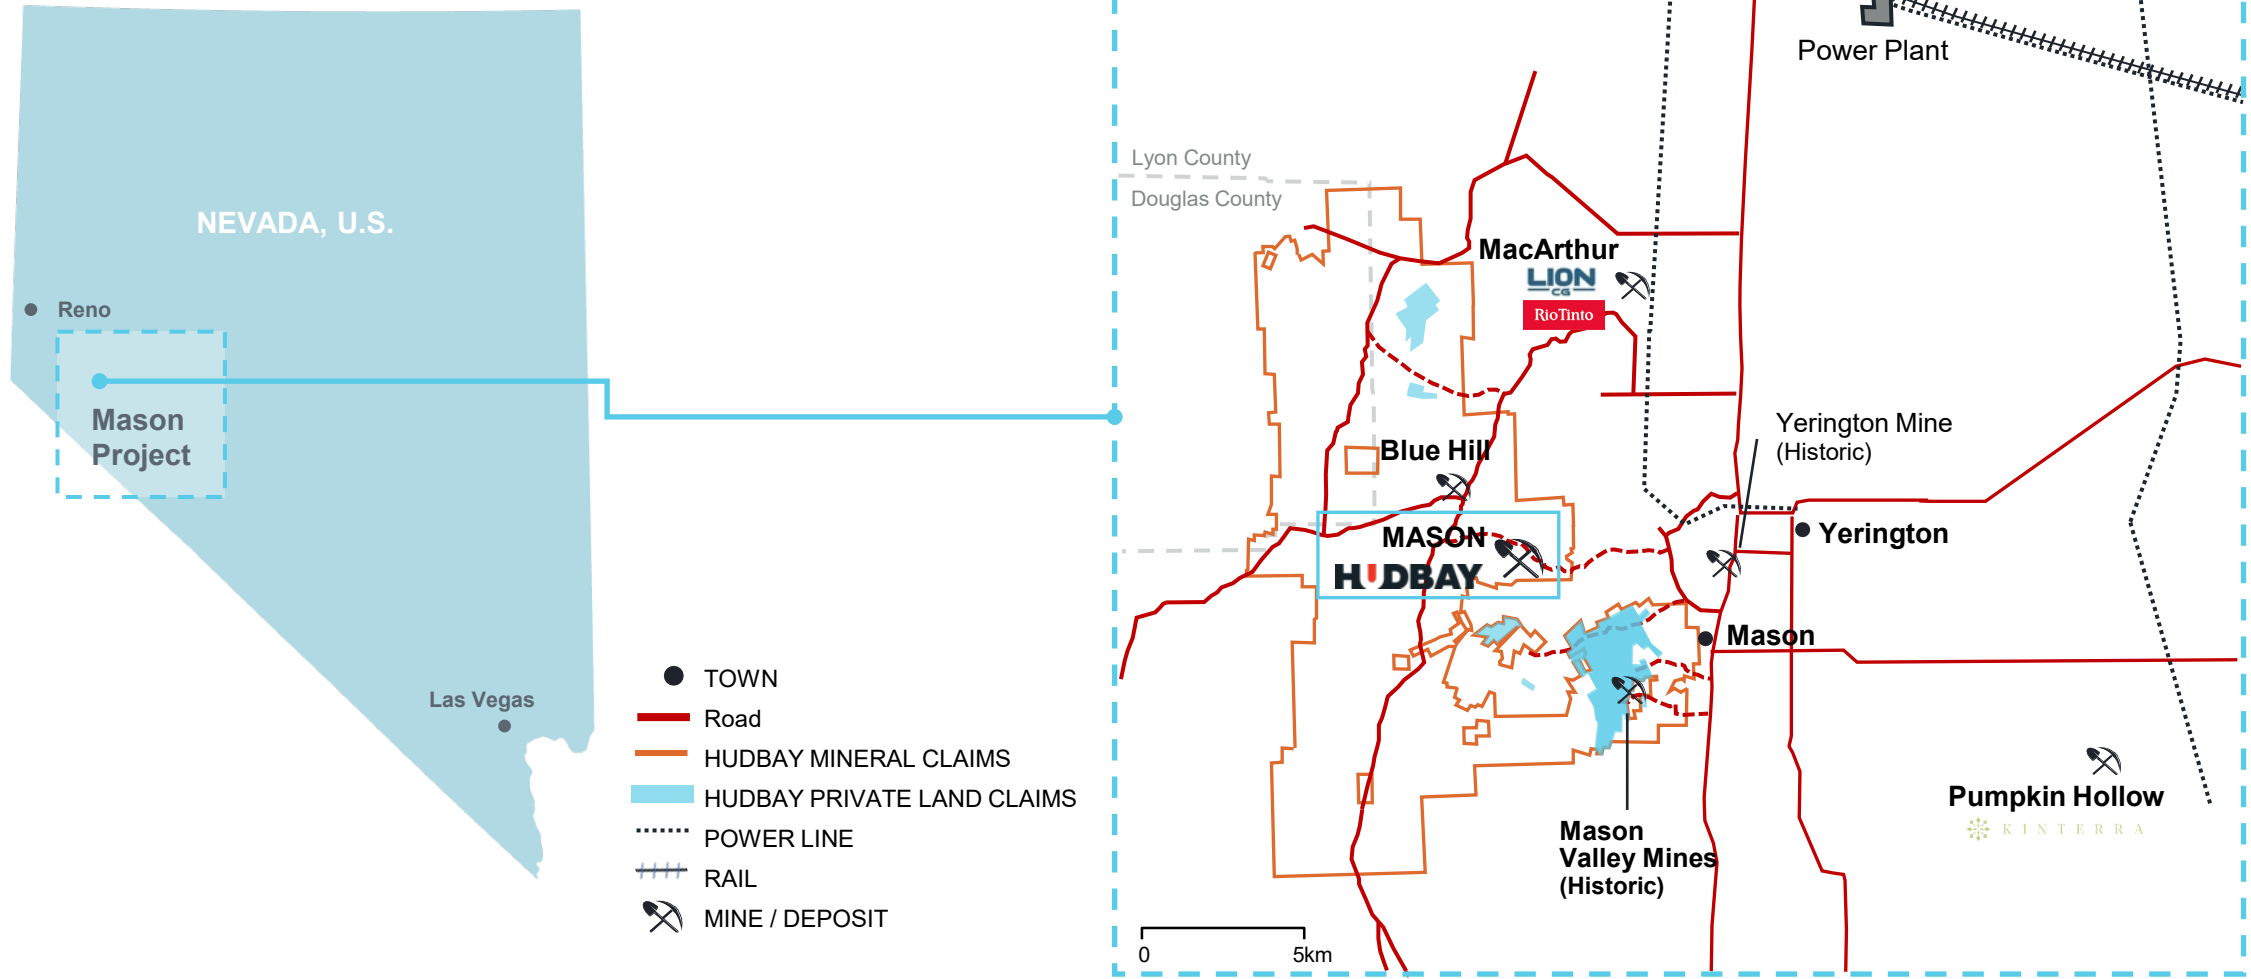 NEVADA, U.S.
Reno
Mason
Project
Las Vegas
TOWN
Road
HUDBAY MINERAL CLAIMS
HUDBAY PRIVATE LAND CLAIMS
POWER LINE
RAIL
MINE / DEPOSIT
Power Plant
Lyon County
Douglas County
MacArthur
LION
CG
RioTinto
Yerington Mine
(Historic)
Blue Hill
MASON
HUDBAY
Yerington
Mason
Pumpkin Hollow
KINTERRA
Mason
Valley Mines
(Historic)
0 5km